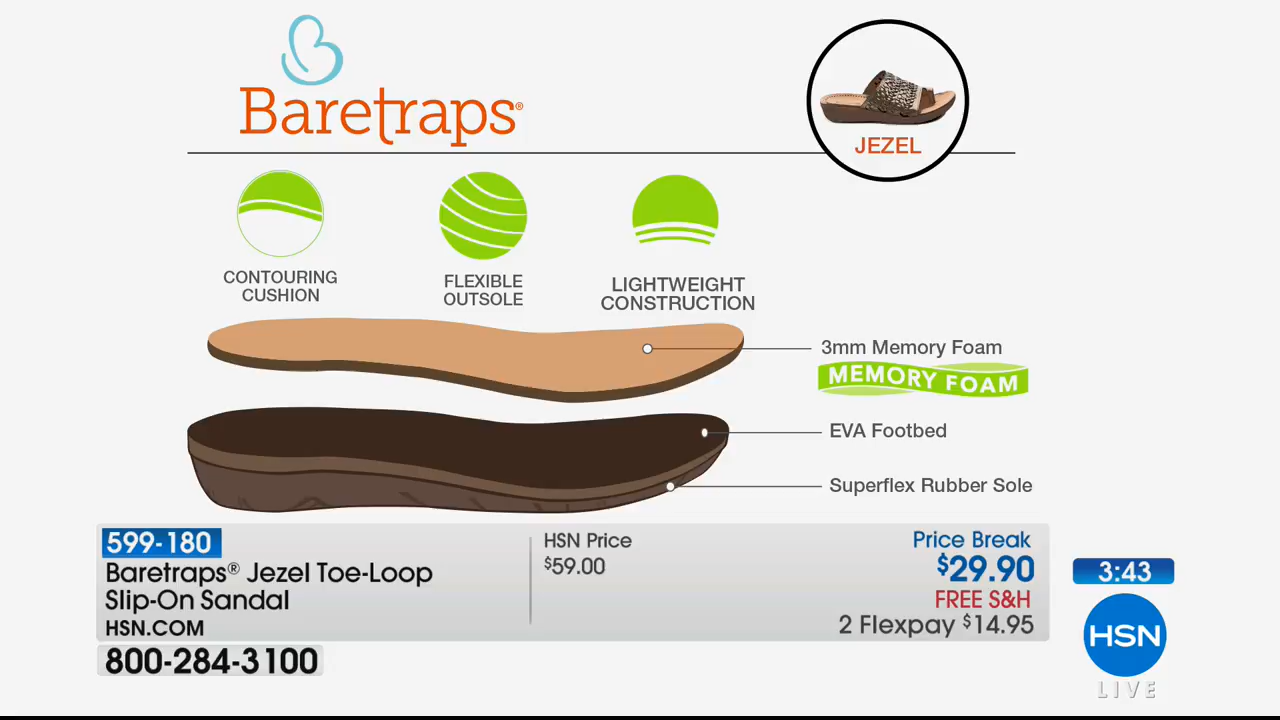 Baretraps®
JEZEL
CONTOURING
CUSHION
FLEXIBLE
OUTSOLE
LIGHTWEIGHT
CONSTRUCTION
3mm Memory Foam
MEMORY FOAM
EVA Footbed
Superflex Rubber Sole
599-180
Baretraps® Jezel Toe-Loop
Slip-On Sandal
HSN.COM
800-284-3100
HSN Price
$59.00
Price Break
$29.90
FREE S&H
2 Flexpay $14.95
3:43
HSN
LIVE